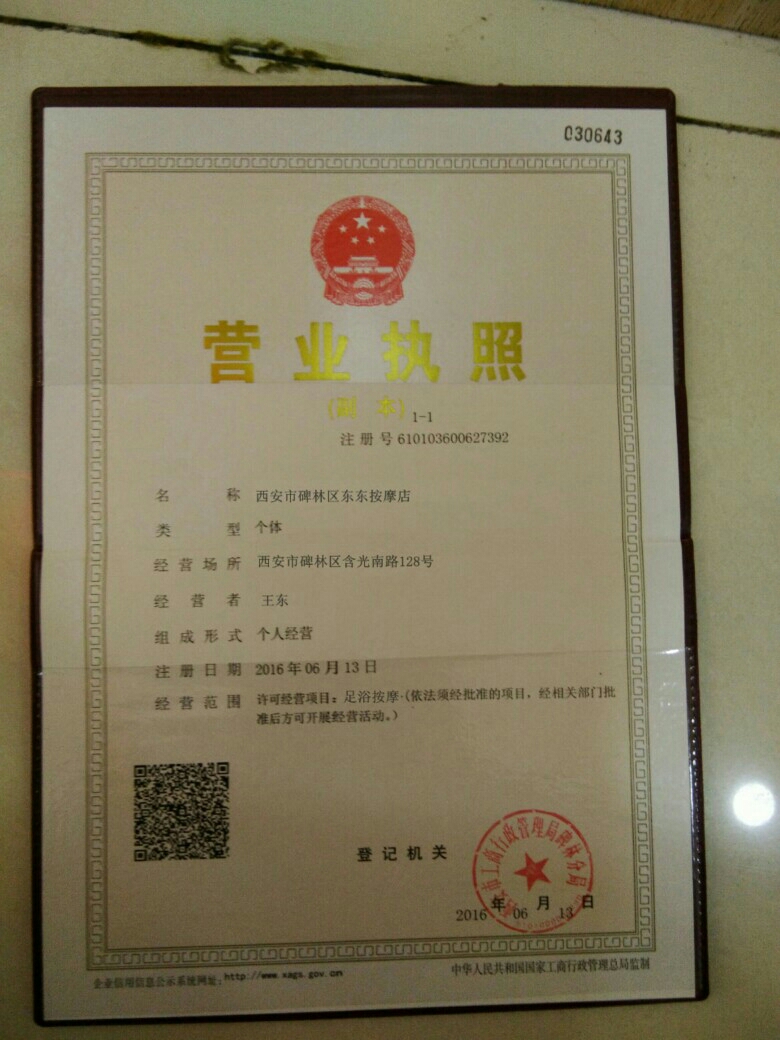 030643
营业执照
(副 本) 1-1
注册号 610103600627392
名 称 西安市碑林区东东按摩店
类 型 个体
经营场所 西安市碑林区含光南路128号
经 营 者 王东
组成形式 个人经营
注册日期 2016年06月13日
经营范围 许可经营项目：足浴按摩·(依法须经批准的项目，经相关部门批
准后方可开展经营活动。)
登记机关
西安市工商行政管理局碑林分局
2016 年 06 月 13 日
企业信用信息公示系统网址：http://www.xags.gov.cn
中华人民共和国国家工商行政管理总局监制